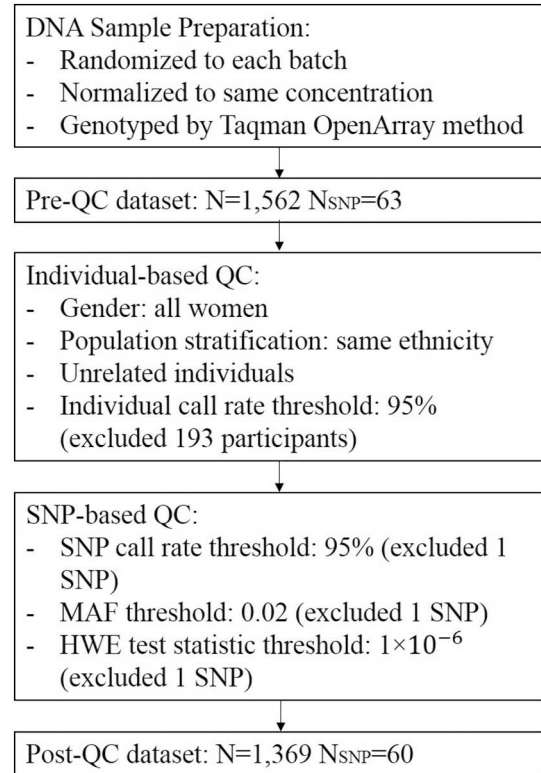 DNA Sample Preparation:
- Randomized to each batch
- Normalized to same concentration
- Genotyped by Taqman OpenArray method
Pre-QC dataset: N=1,562 NSNP=63
Individual-based QC:
- Gender: all women
- Population stratification: same ethnicity
- Unrelated individuals
- Individual call rate threshold: 95%
(excluded 193 participants)
SNP-based QC:
- SNP call rate threshold: 95% (excluded 1
SNP)
- MAF threshold: 0.02 (excluded 1 SNP)
- HWE test statistic threshold: 1×10⁻⁶
(excluded 1 SNP)
Post-QC dataset: N=1,369 NSNP=60